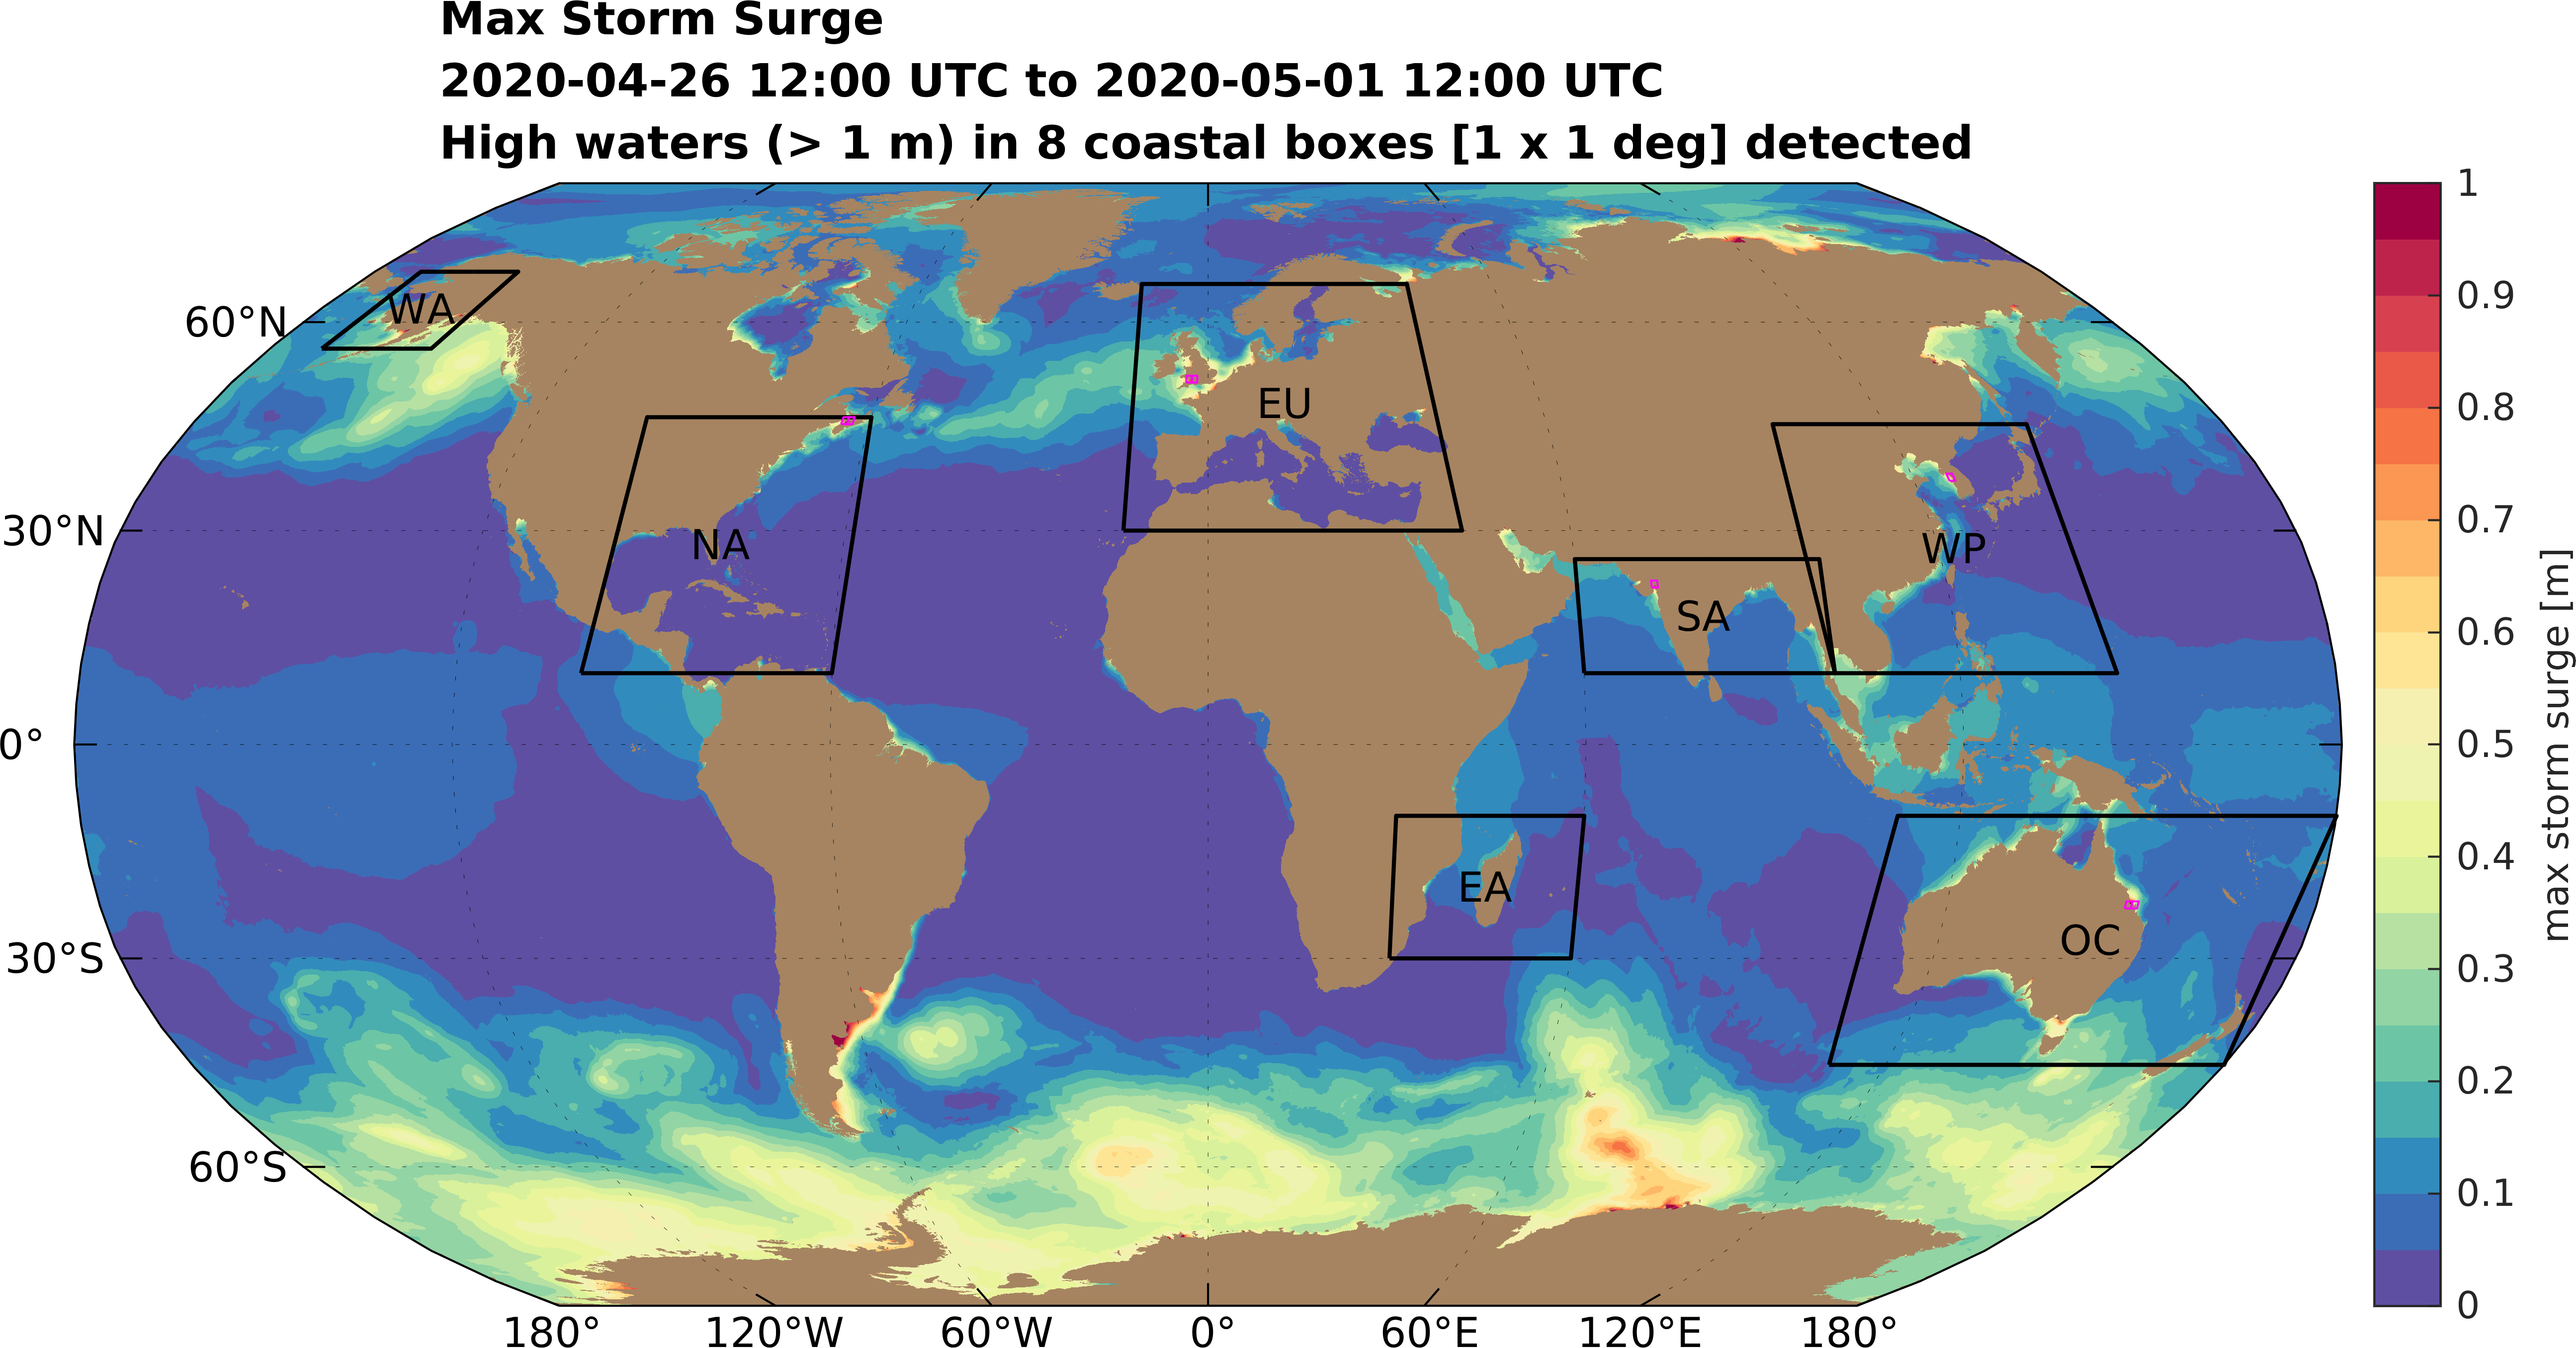 Max Storm Surge
2020-04-26 12:00 UTC to 2020-05-01 12:00 UTC
High waters (> 1 m) in 8 coastal boxes [1 x 1 deg] detected
1
0.9
0.8
0.7
0.6
0.5
0.4
0.3
0.2
0.1
0
max storm surge [m]
60°N
30°N
0°
30°S
60°S
WA
EU
NA
WP
SA
EA
OC
180°
120°W
60°W
0°
60°E
120°E
180°